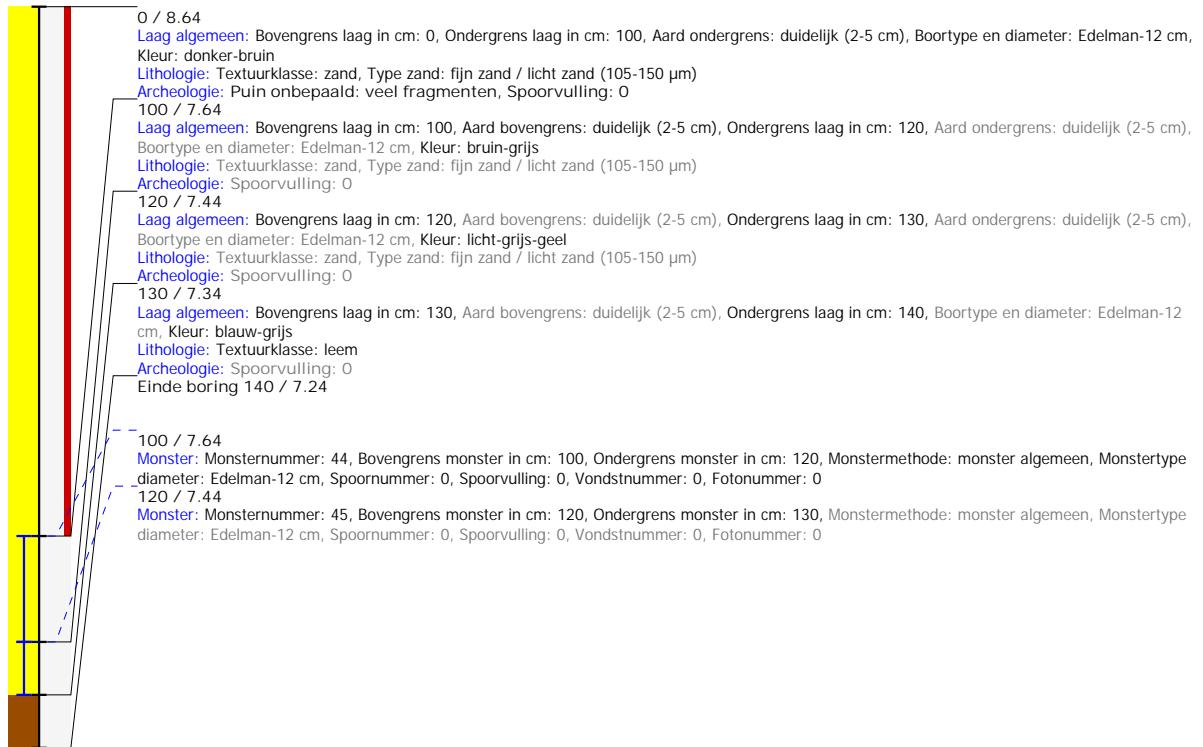 0 / 8.64
Laag algemeen: Bovengrens laag in cm: 0, Ondergrens laag in cm: 100, Aard ondergrens: duidelijk (2-5 cm), Boortype en diameter: Edelman-12 cm,
Kleur: donker-bruin
Lithologie: Textuurklasse: zand, Type zand: fijn zand / licht zand (105-150 µm)
Archeologie: Puin onbepaald: veel fragmenten, Spoorvulling: 0
100 / 7.64
Laag algemeen: Bovengrens laag in cm: 100, Aard bovengrens: duidelijk (2-5 cm), Ondergrens laag in cm: 120, Aard ondergrens: duidelijk (2-5 cm),
Boortype en diameter: Edelman-12 cm, Kleur: bruin-grijs
Lithologie: Textuurklasse: zand, Type zand: fijn zand / licht zand (105-150 µm)
Archeologie: Spoorvulling: 0
120 / 7.44
Laag algemeen: Bovengrens laag in cm: 120, Aard bovengrens: duidelijk (2-5 cm), Ondergrens laag in cm: 130, Aard ondergrens: duidelijk (2-5 cm),
Boortype en diameter: Edelman-12 cm, Kleur: licht-grijs-geel
Lithologie: Textuurklasse: zand, Type zand: fijn zand / licht zand (105-150 µm)
Archeologie: Spoorvulling: 0
130 / 7.34
Laag algemeen: Bovengrens laag in cm: 130, Aard bovengrens: duidelijk (2-5 cm), Ondergrens laag in cm: 140, Boortype en diameter: Edelman-12
cm, Kleur: blauw-grijs
Lithologie: Textuurklasse: leem
Archeologie: Spoorvulling: 0
Einde boring 140 / 7.24
100 / 7.64
Monster: Monsternummer: 44, Bovengrens monster in cm: 100, Ondergrens monster in cm: 120, Monstermethode: monster algemeen, Monstertype
diameter: Edelman-12 cm, Spoornummer: 0, Spoorvulling: 0, Vondstnummer: 0, Fotonummer: 0
120 / 7.44
Monster: Monsternummer: 45, Bovengrens monster in cm: 120, Ondergrens monster in cm: 130, Monstermethode: monster algemeen, Monstertype
diameter: Edelman-12 cm, Spoornummer: 0, Spoorvulling: 0, Vondstnummer: 0, Fotonummer: 0